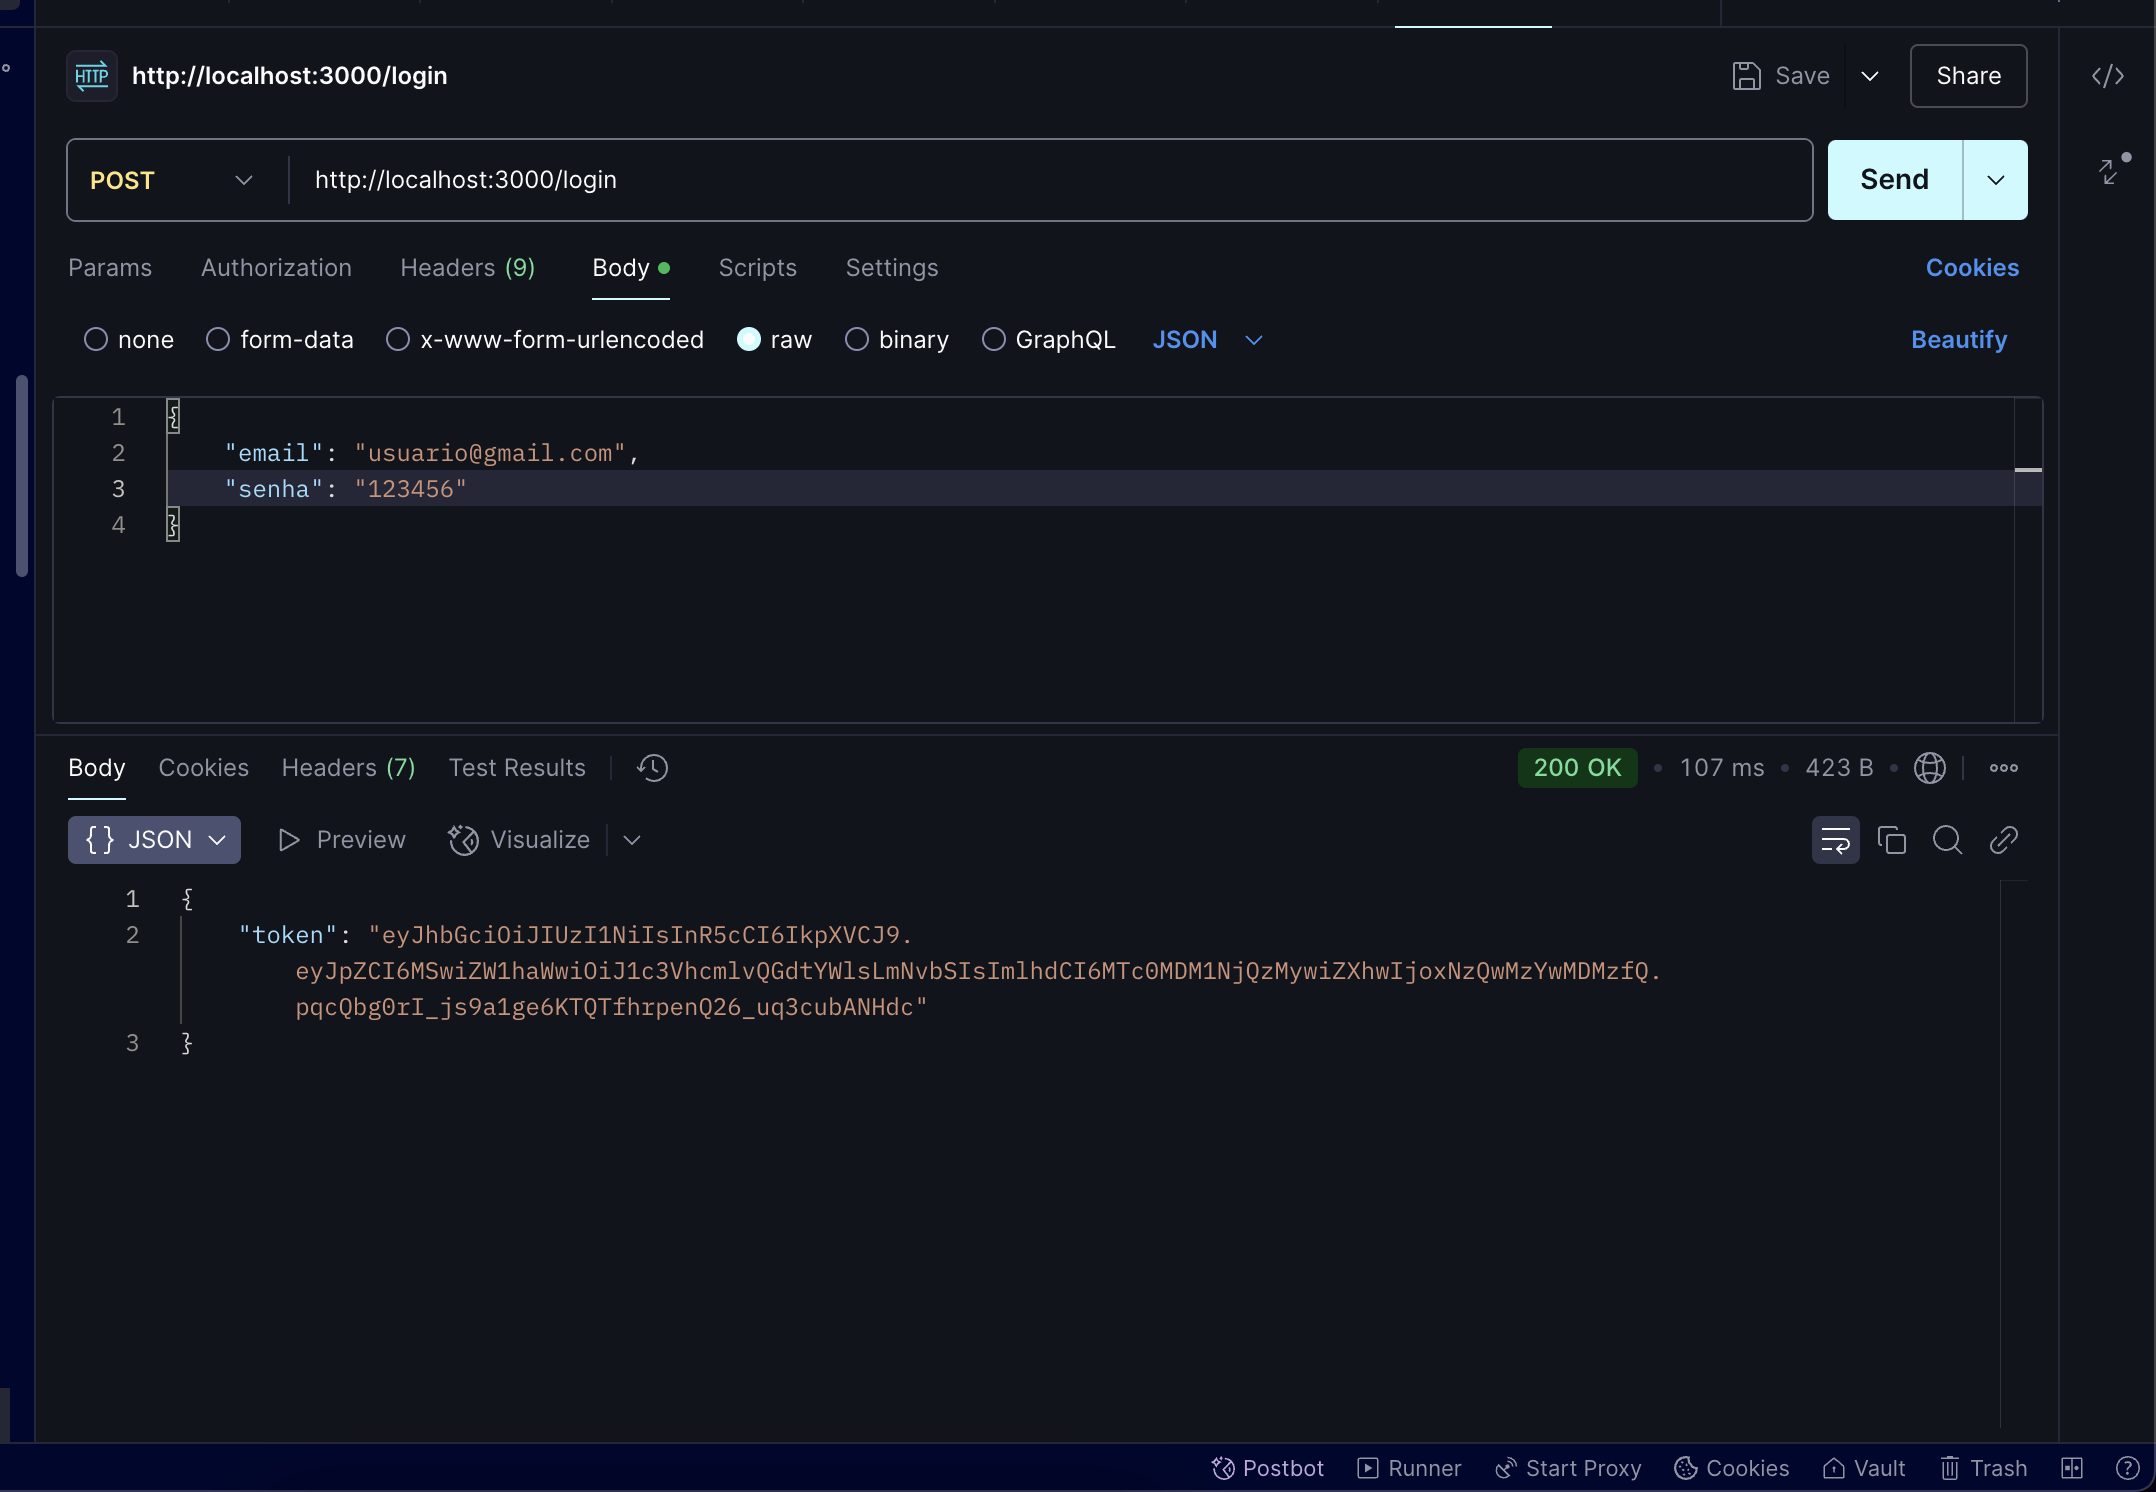 HTTP http://localhost:3000/login Save Share
POST http://localhost:3000/login Send
Params Authorization Headers (9) Body Scripts Settings Cookies
none form-data x-www-form-urlencoded raw binary GraphQL JSON Beautify
1 {
2 "email": "usuario@gmail.com",
3 "senha": "123456"
4 }
Body Cookies Headers (7) Test Results 200 OK • 107 ms • 423 B •
{} JSON Preview Visualize
1 {
2 "token": "eyJhbGciOiJIUzI1NiIsInR5cCI6IkpXVCJ9.
eyJpZCI6MSwiZW1haWwiOiJ1c3VhcmlvQGdtYWlsLmNvbSIsImlhdCI6MTc0MDM1NjQzMywiZXhwIjoxNzQwMzYwMDMzfQ.
pqcQbg0rI_js9a1ge6KTQTfhrpenQ26_uq3cubANHdc"
3 }
Postbot Runner Start Proxy Cookies Vault Trash